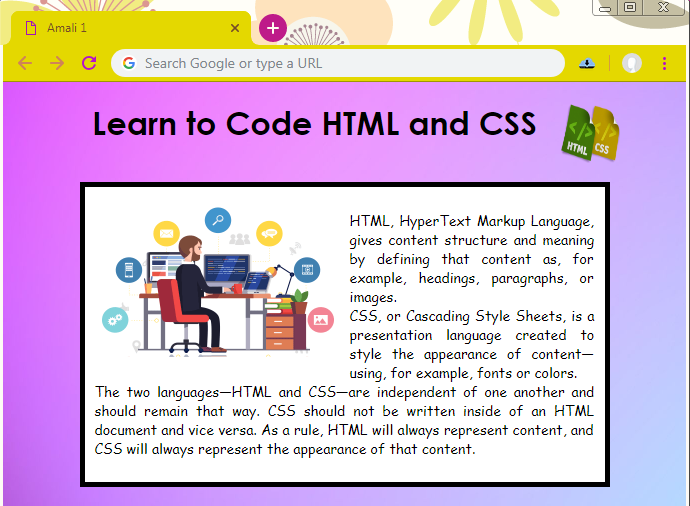 Amali 1
Search Google or type a URL
Learn to Code HTML and CSS
HTML
CSS
HTML, HyperText Markup Language,
gives content structure and meaning
by defining that content as, for
example, headings, paragraphs, or
images.
CSS, or Cascading Style Sheets, is a
presentation language created to
style the appearance of content—
using, for example, fonts or colors.
The two languages—HTML and CSS—are independent of one another and
should remain that way. CSS should not be written inside of an HTML
document and vice versa. As a rule, HTML will always represent content, and
CSS will always represent the appearance of that content.